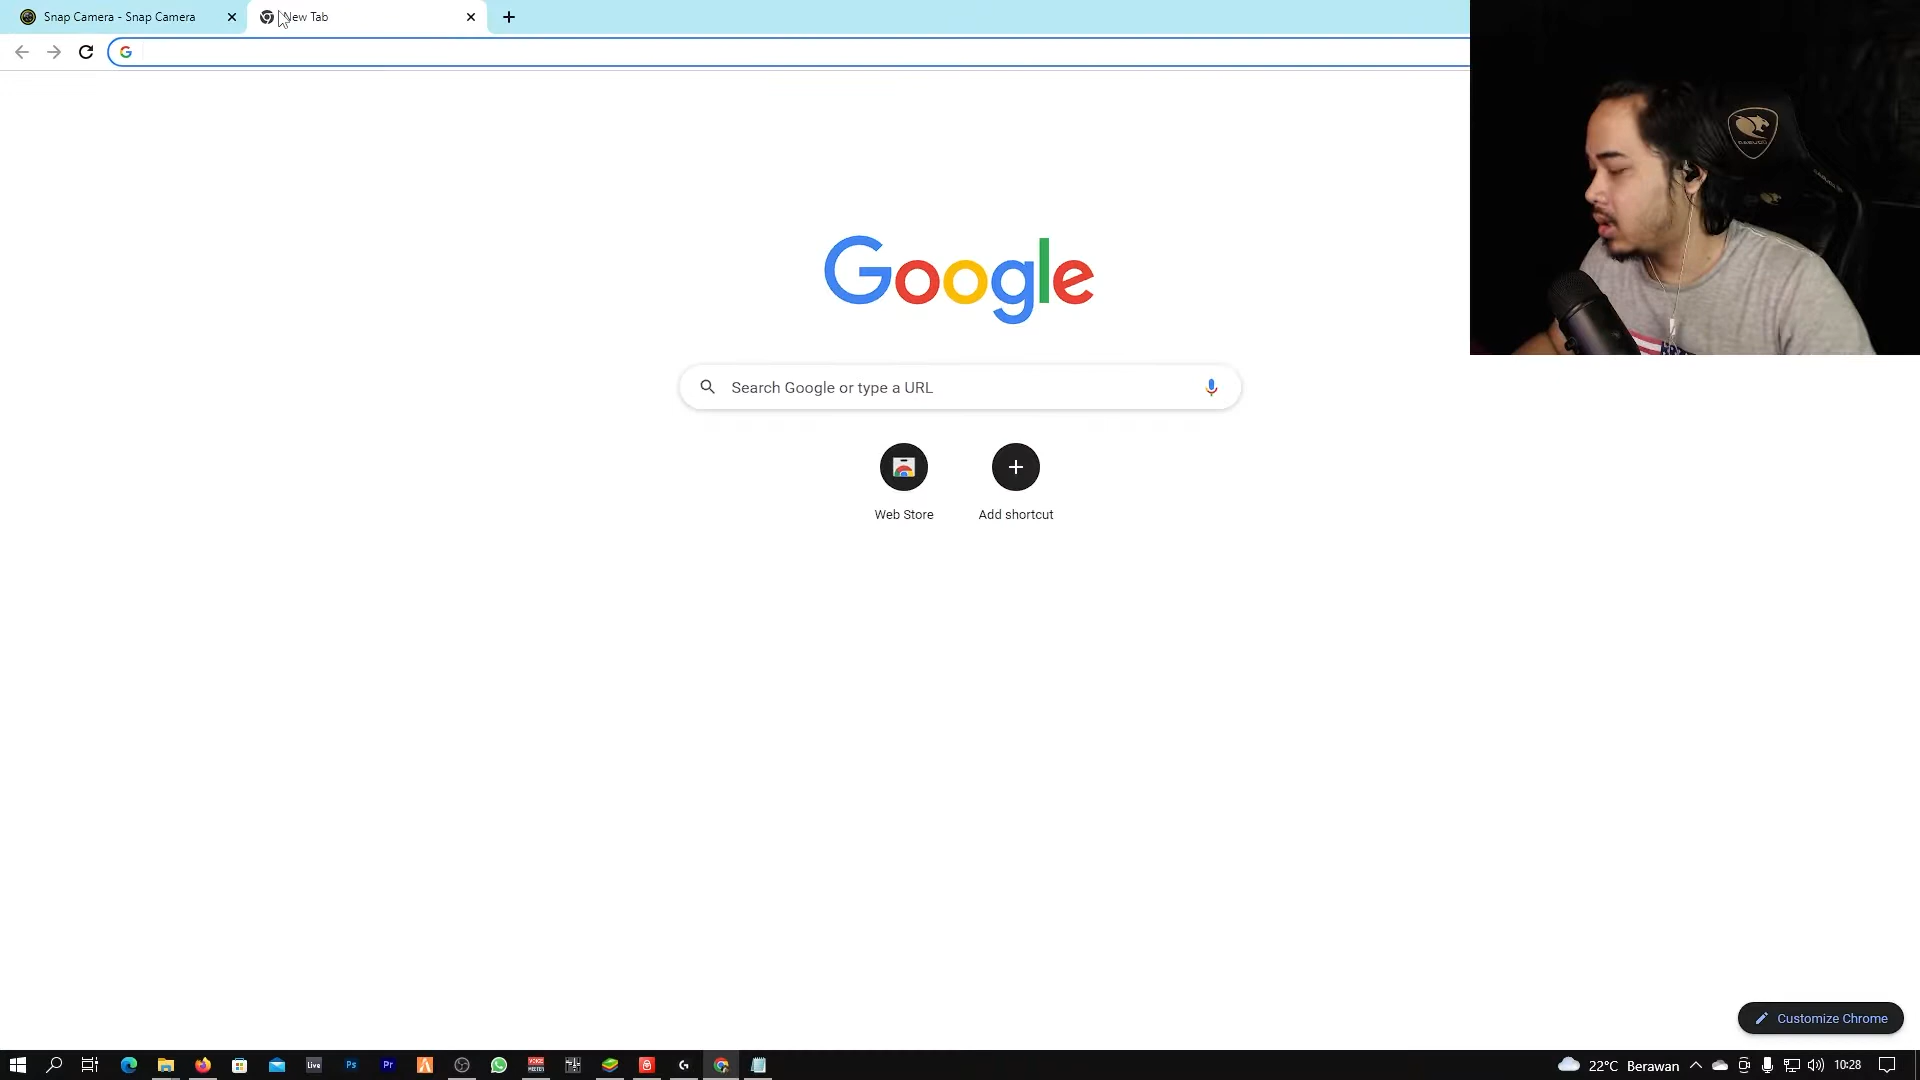 Snap Camera - Snap Camera
New Tab
Google
Search Google or type a URL
Web Store
Add shortcut
Customize Chrome
22°C Berawan
10:28